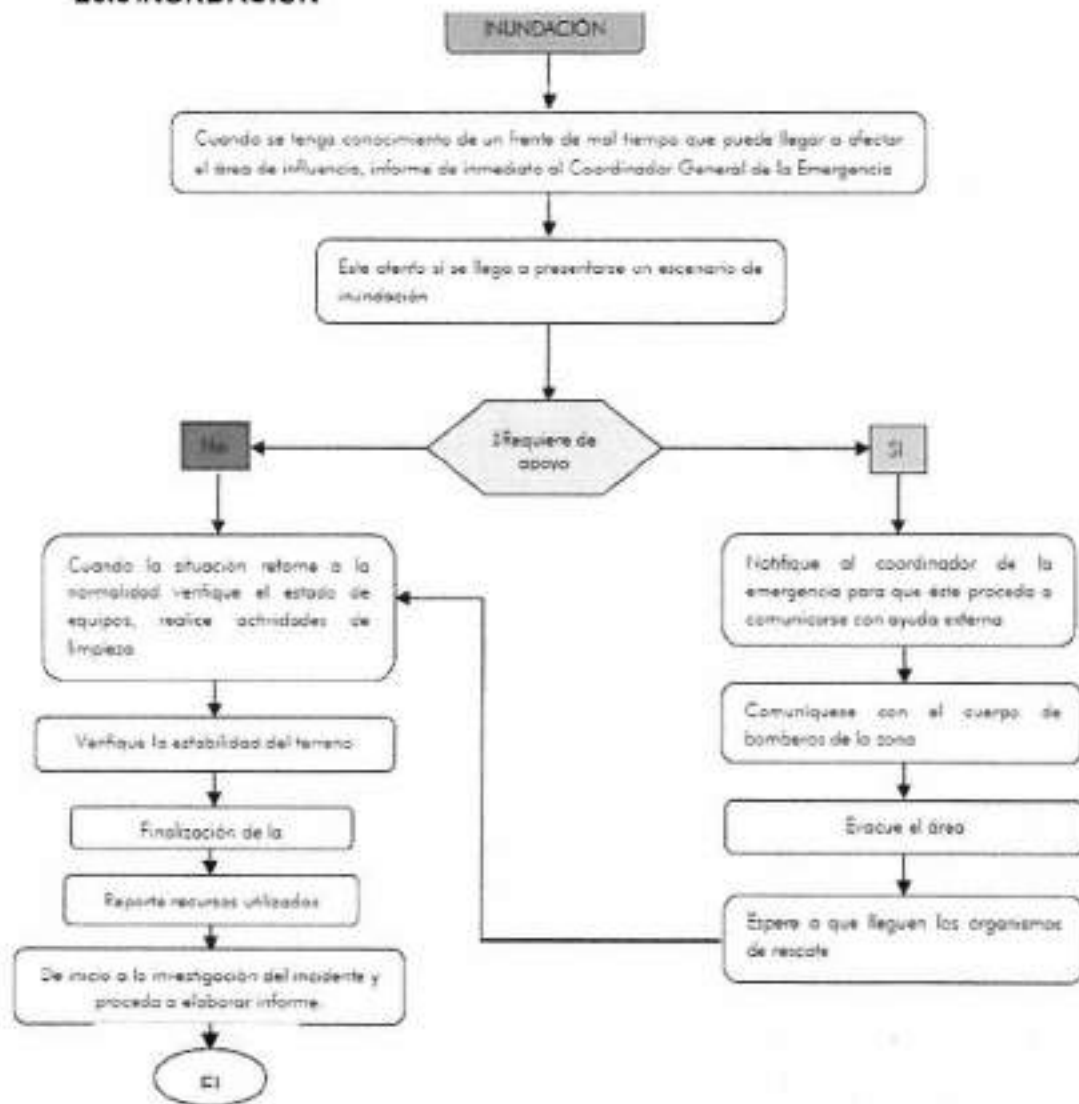 INUNDACIÓN
INUNDACIÓN
Cuando se tenga conocimiento de un frente de mal tiempo que puede llegar a afectar
el área de influencia, informe de inmediato al Coordinador General de la Emergencia
Este atento si se llega a presentarse un escenario de
inundación
¿Requiere de
apoyo
No
SI
Cuando la situación retorne a la
normalidad verifique el estado de
equipos, realice actividades de
limpieza
Verifique la estabilidad del terreno
Finalización de la
Reporte recursos utilizados
De inicio a la investigación del incidente y
proceda a elaborar informe.
Notifique al coordinador de la
emergencia para que éste proceda a
comunicarse con ayuda externa
Comuníquese con el cuerpo de
bomberos de la zona
Evacue el área
Espere a que lleguen los organismos
de rescate